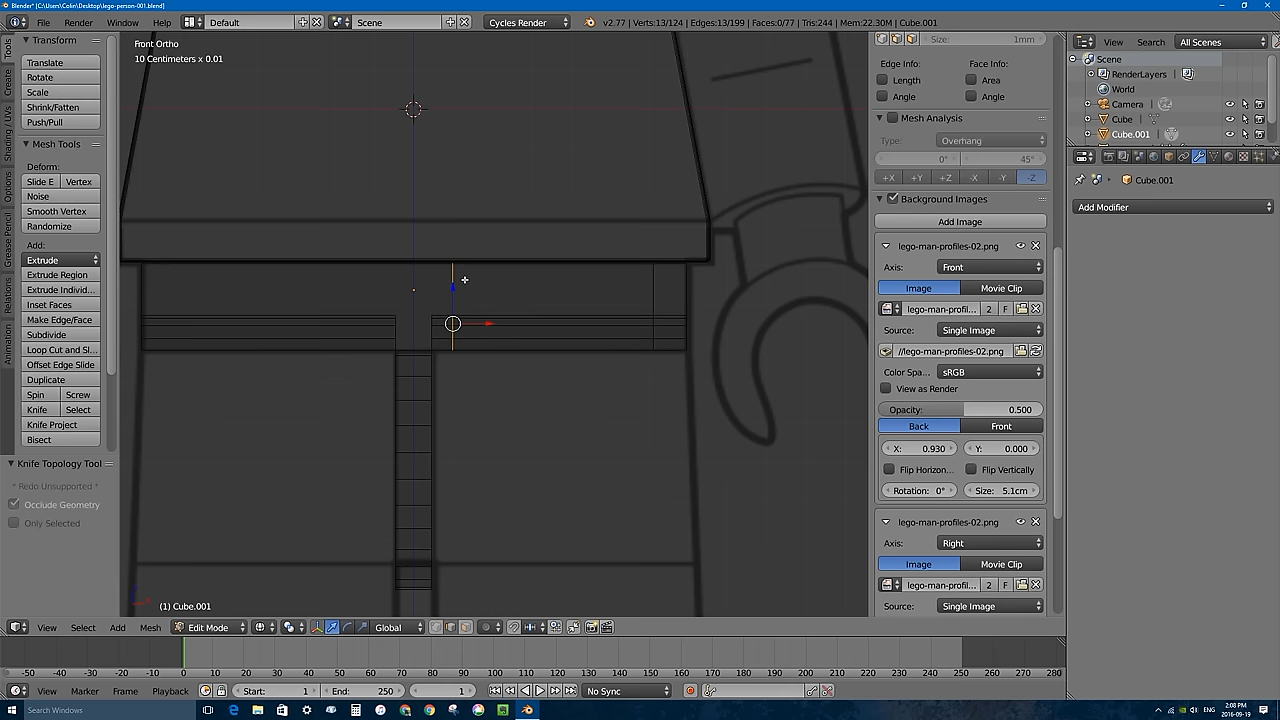 Blender* [C:\Users\Colin\Desktop\lego-person-001.blend]
File Render Window Help Default Scene Cycles Render v2.77 | Verts:13/124 | Edges:13/199 | Faces:0/77 | Tris:244 | Mem:22.30M | Cube.001
View Search All Scenes
Transform
Translate
Rotate
Scale
Shrink/Fatten
Push/Pull
Mesh Tools
Deform:
Slide E Vertex
Noise
Smooth Vertex
Randomize
Add:
Extrude
Extrude Region
Extrude Individ...
Inset Faces
Make Edge/Face
Subdivide
Loop Cut and Sl...
Offset Edge Slide
Duplicate
Spin Screw
Knife Select
Knife Project
Bisect
Knife Topology Tool
* Redo Unsupported *
Occlude Geometry
Only Selected
Tools
Create
Shading / UVs
Options
Grease Pencil
Relations
Animation
Front Ortho
10 Centimeters x 0.01
(1) Cube.001
Size: 1mm
Edge Info: Face Info:
Length Area
Angle Angle
Mesh Analysis
Type: Overhang
0° 45°
+X +Y +Z -X -Y -Z
Background Images
Add Image
lego-man-profiles-02.png
Axis: Front
Image Movie Clip
lego-man-profil... 2 F
Source: Single Image
//lego-man-profiles-02.png
Color Spa... sRGB
View as Render
Opacity: 0.500
Back Front
X: 0.930 Y: 0.000
Flip Horizon... Flip Vertically
Rotation: 0° Size: 5.1cm
lego-man-profiles-02.png
Axis: Right
Image Movie Clip
lego-man-profil... 2 F
Source: Single Image
Scene
RenderLayers
World
Camera
Cube
Cube.001
Cube.001
Add Modifier
View Select Add Mesh Edit Mode Global
-50 -40 -30 -20 -10 0 10 20 30 40 50 60 70 80 90 100 110 120 130 140 150 160 170 180 190 200 210 220 230 240 250 260 270 280
View Marker Frame Playback Start: 1 End: 250 1 No Sync
Search Windows
ENG
2:08 PM
2016-09-19